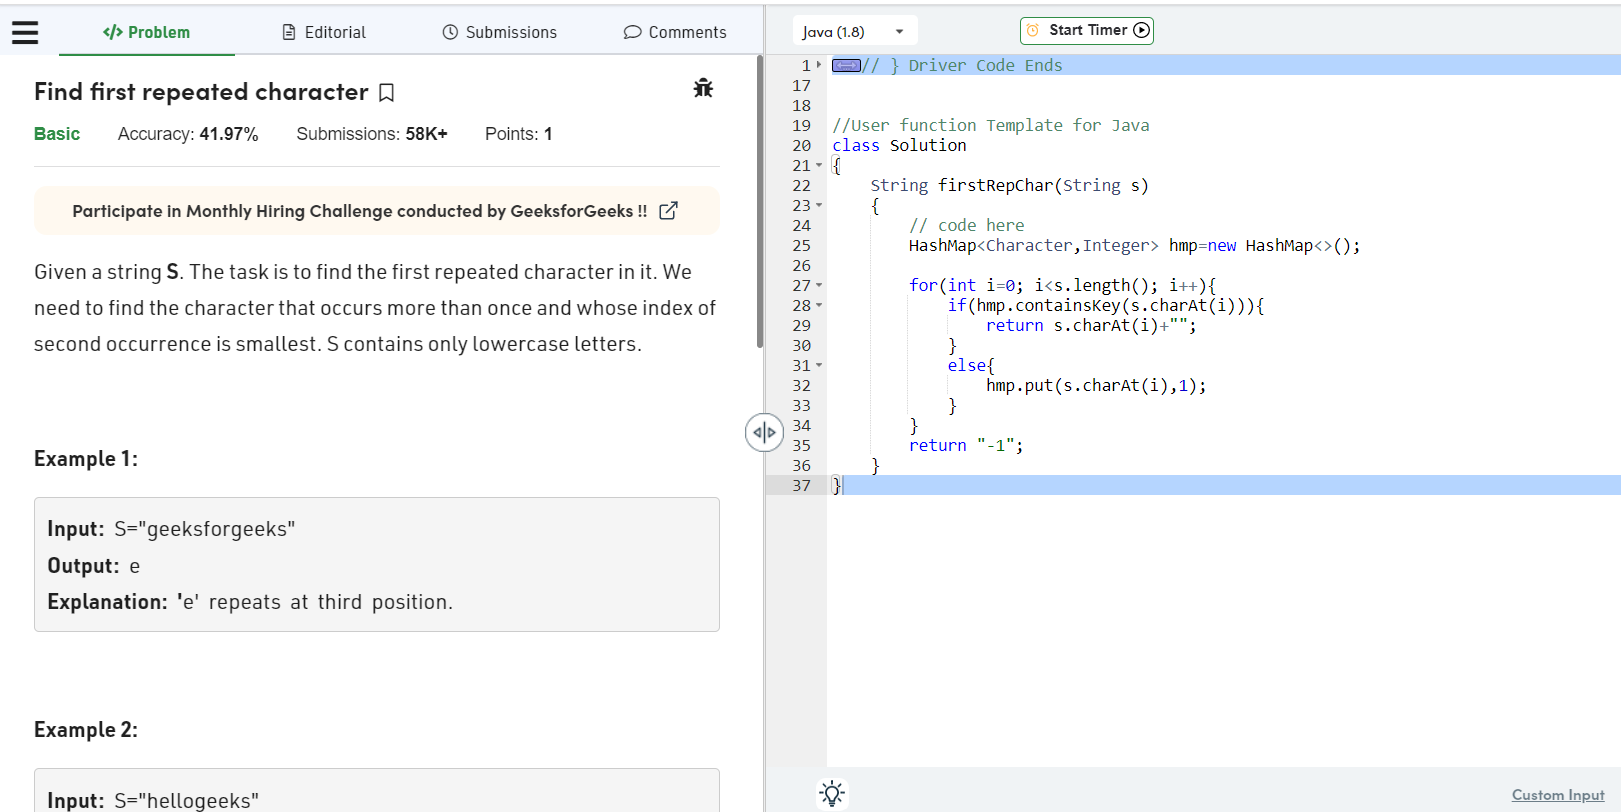 </> Problem
Editorial
Submissions
Comments
Find first repeated character
Basic Accuracy: 41.97% Submissions: 58K+ Points: 1
Participate in Monthly Hiring Challenge conducted by GeeksforGeeks !!
Given a string S. The task is to find the first repeated character in it. We
need to find the character that occurs more than once and whose index of
second occurrence is smallest. S contains only lowercase letters.
Example 1:
Input: S="geeksforgeeks"
Output: e
Explanation: 'e' repeats at third position.
Example 2:
Input: S="hellogeeks"
Java (1.8)
Start Timer
1 // } Driver Code Ends
17
18
19 //User function Template for Java
20 class Solution
21 {
22     String firstRepChar(String s)
23     {
24         // code here
25         HashMap<Character,Integer> hmp=new HashMap<>();
26
27         for(int i=0; i<s.length(); i++){
28             if(hmp.containsKey(s.charAt(i))){
29                 return s.charAt(i)+"";
30             }
31             else{
32                 hmp.put(s.charAt(i),1);
33             }
34         }
35         return "-1";
36     }
37 }
Custom Input